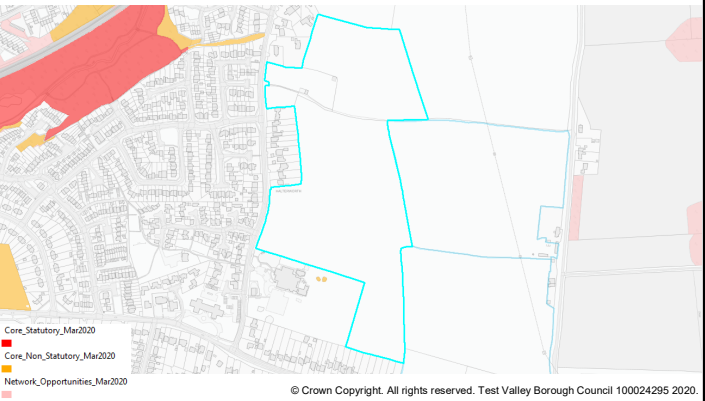 Core_Statutory_Mar2020
Core_Non_Statutory_Mar2020
Network_Opportunities_Mar2020
© Crown Copyright. All rights reserved. Test Valley Borough Council 100024295 2020.